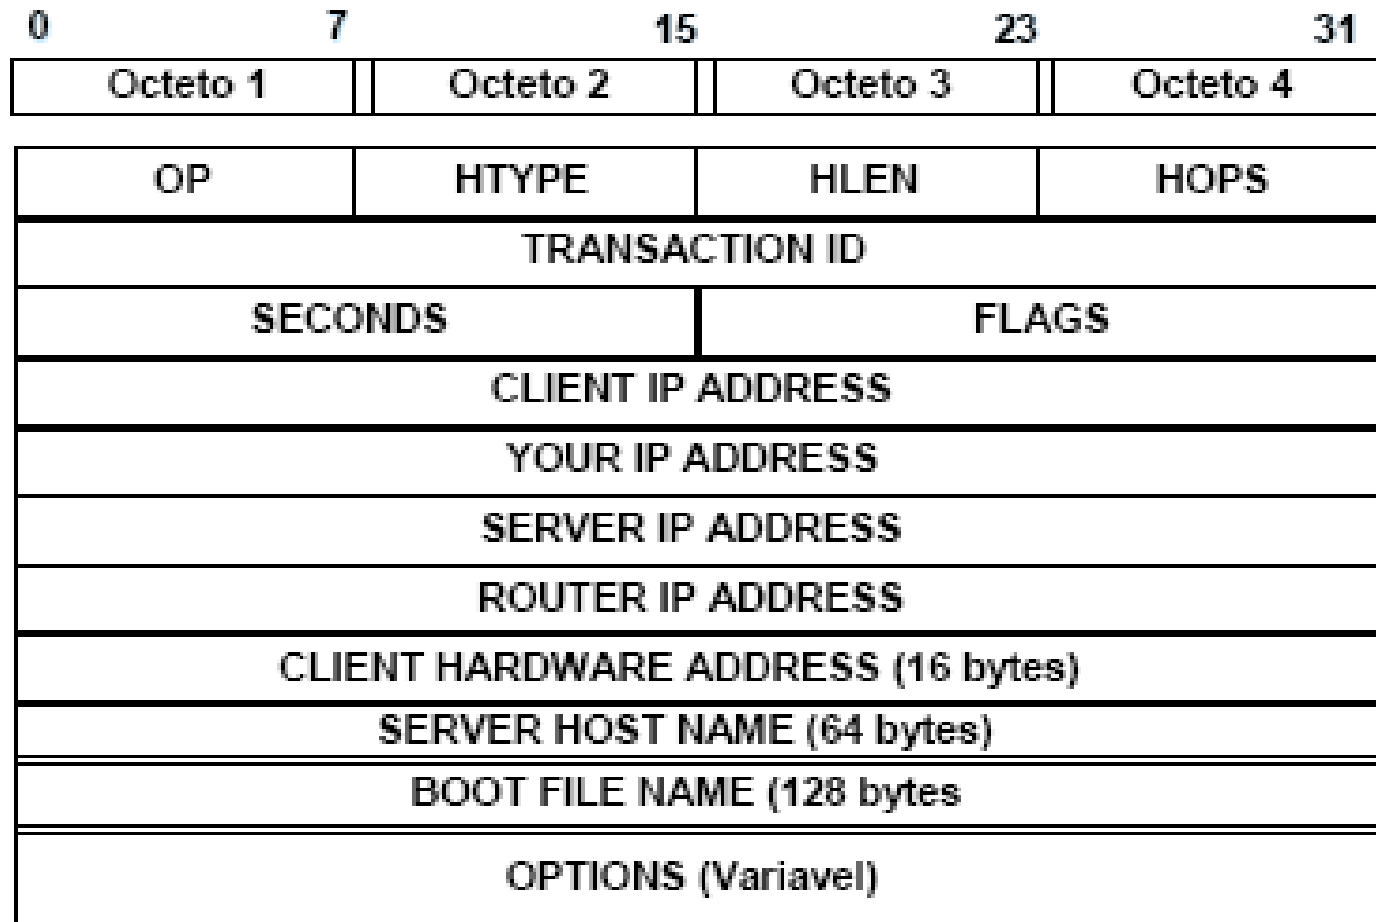 0 7 15 23 31
Octeto 1 Octeto 2 Octeto 3 Octeto 4
OP HTYPE HLEN HOPS
TRANSACTION ID
SECONDS FLAGS
CLIENT IP ADDRESS
YOUR IP ADDRESS
SERVER IP ADDRESS
ROUTER IP ADDRESS
CLIENT HARDWARE ADDRESS (16 bytes)
SERVER HOST NAME (64 bytes)
BOOT FILE NAME (128 bytes
OPTIONS (Variavel)